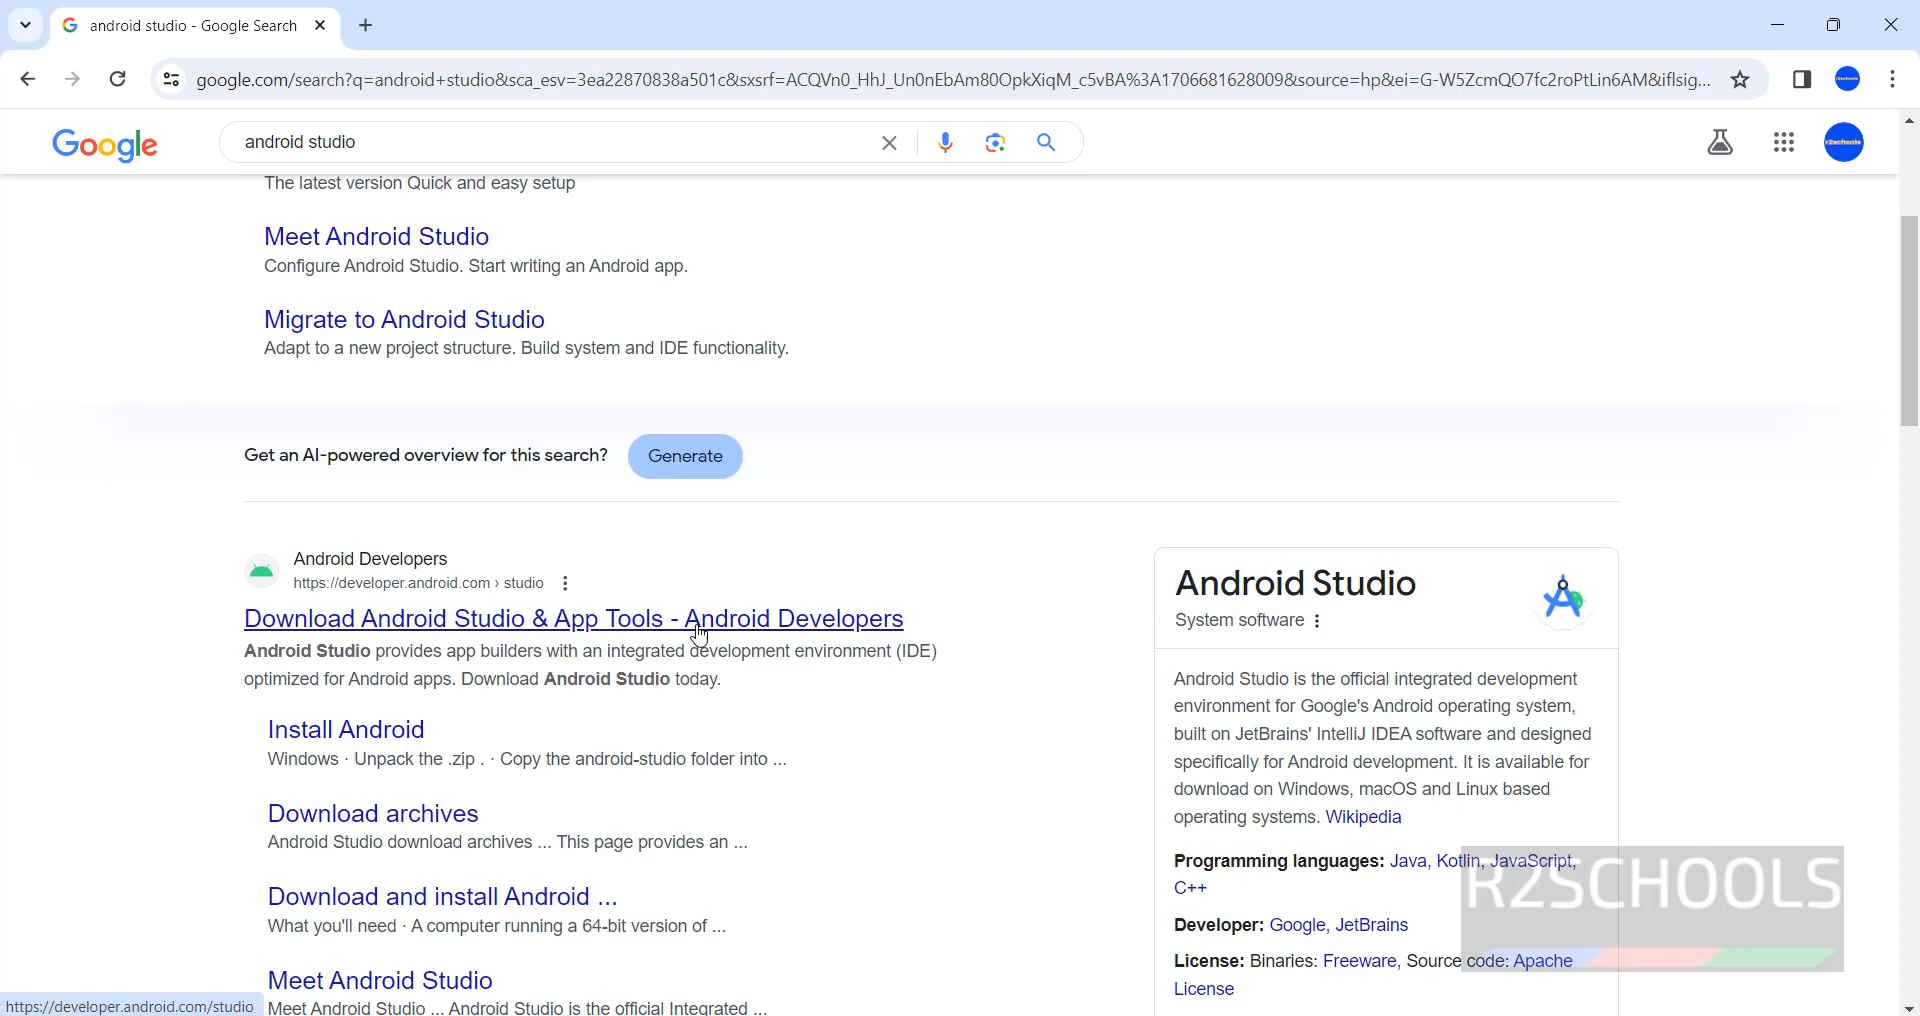 android studio - Google Search
google.com/search?q=android+studio&sca_esv=3ea22870838a501c&sxsrf=ACQVn0_HhJ_Un0nEbAm80OpkXiqM_c5vBA%3A1706681628009&source=hp&ei=G-W5ZcmQO7fc2roPtLin6AM&iflsig...
Google
android studio
r2schools
The latest version Quick and easy setup
Meet Android Studio
Configure Android Studio. Start writing an Android app.
Migrate to Android Studio
Adapt to a new project structure. Build system and IDE functionality.
Get an AI-powered overview for this search?
Generate
Android Developers
https://developer.android.com › studio
Download Android Studio & App Tools - Android Developers
Android Studio provides app builders with an integrated development environment (IDE)
optimized for Android apps. Download Android Studio today.
Install Android
Windows · Unpack the .zip . · Copy the android-studio folder into ...
Download archives
Android Studio download archives ... This page provides an ...
Download and install Android ...
What you'll need · A computer running a 64-bit version of ...
Meet Android Studio
Meet Android Studio ... Android Studio is the official Integrated ...
https://developer.android.com/studio
Android Studio
System software
Android Studio is the official integrated development
environment for Google's Android operating system,
built on JetBrains' IntelliJ IDEA software and designed
specifically for Android development. It is available for
download on Windows, macOS and Linux based
operating systems. Wikipedia
Programming languages: Java, Kotlin, JavaScript,
C++
Developer: Google, JetBrains
License: Binaries: Freeware, Source code: Apache
License
R2SCHOOLS